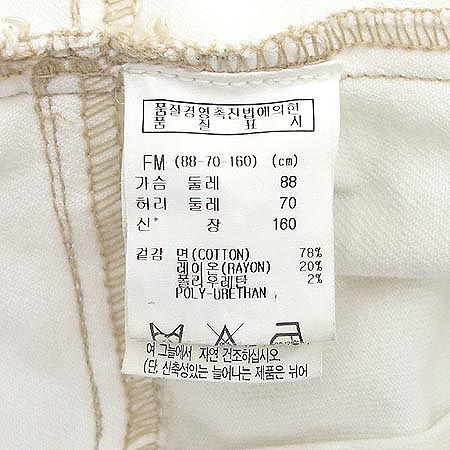 품질경영촉진법에의한
품 질 표 시
FM (88-70-160) (cm)
가슴 둘레 88
허리 둘레 70
신* 장 160
겉감 면(COTTON) 78%
레이온(RAYON) 20%
폴리우레탄 2%
POLY-URETHAN
여 그늘에서 자연 건조하십시오
(단, 신축성있는 늘어나는 제품은 뉘어